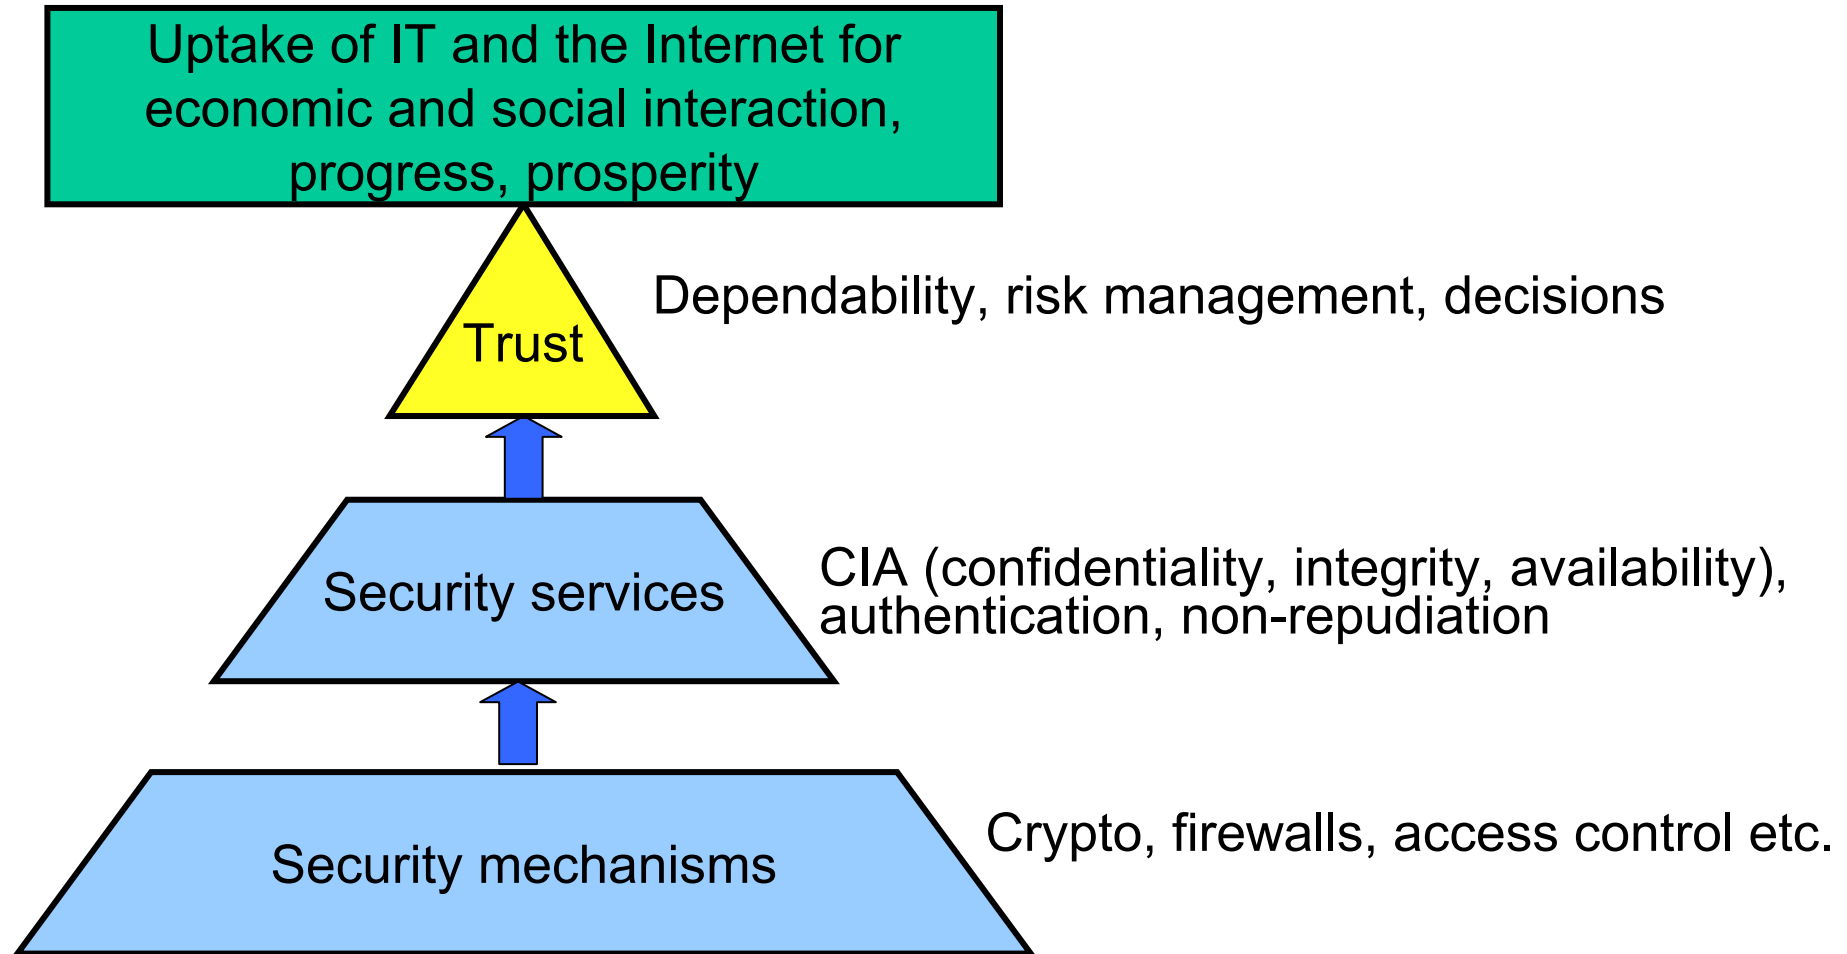 Uptake of IT and the Internet for
economic and social interaction,
progress, prosperity
Dependability, risk management, decisions
Trust
CIA (confidentiality, integrity, availability),
authentication, non-repudiation
Security services
Crypto, firewalls, access control etc.
Security mechanisms